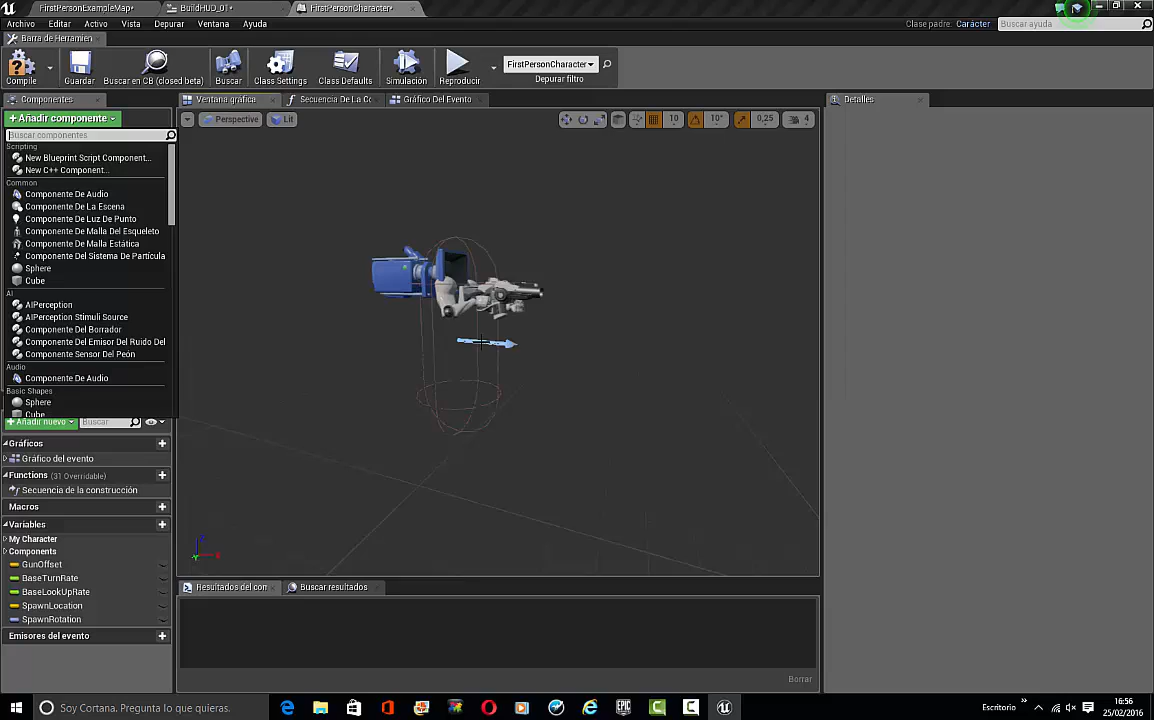 FirstPersonExampleMap*
BuildHUD_01*
FirstPersonCharacter*
Archivo Editar Activos Vista Depurar Ventana Ayuda
Clase padre: Carácter
Buscar ayuda
Barra de Herramien
Compile
Guardar
Buscar en CB (closed beta)
Buscar
Class Settings
Class Defaults
Simulación
Reproducir
FirstPersonCharacter
Depurar filtro
Componentes
Ventana gráfica
Secuencia De La Co
Gráfico Del Evento
Detalles
+Añadir componente
Perspective
Lit
10
10°
0,25
4
Buscar componentes
Scripting
New Blueprint Script Component...
New C++ Component...
Common
Componente De Audio
Componente De La Escena
Componente De Luz De Punto
Componente De Malla Del Esqueleto
Componente De Malla Estática
Componente Del Sistema De Partícula
Sphere
Cube
AI
AIPerception
AIPerception Stimuli Source
Componente Del Borrador
Componente Del Emisor Del Ruido Del
Componente Sensor Del Peón
Audio
Componente De Audio
Basic Shapes
Sphere
Cube
+Añadir nuevo
Buscar
Gráficos
Gráfico del evento
Functions (31 Overridable)
Secuencia de la construcción
Macros
Variables
My Character
Components
GunOffset
BaseTurnRate
BaseLookUpRate
SpawnLocation
SpawnRotation
Emisores del evento
Z
X
Resultados del com
Buscar resultados
Borrar
Soy Cortana. Pregunta lo que quieras.
EPIC
GAMES
Escritorio
16:56
25/02/2016